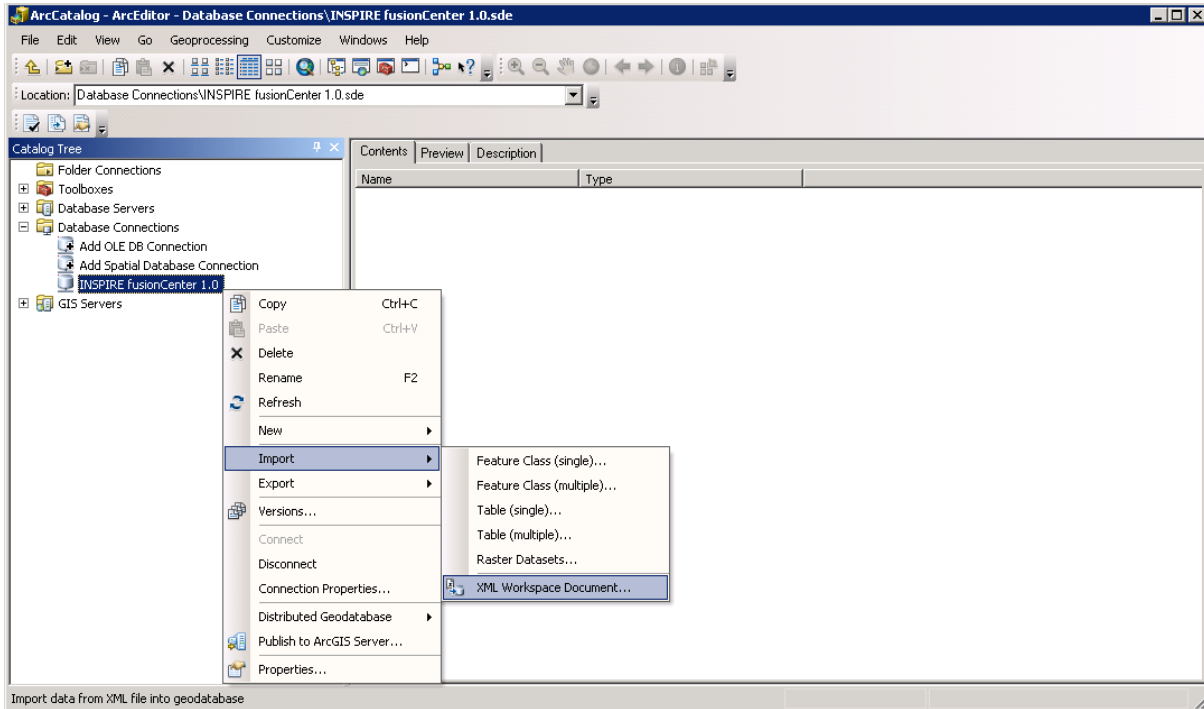 ArcCatalog - ArcEditor - Database Connections\INSPIRE fusionCenter 1.0.sde
File Edit View Go Geoprocessing Customize Windows Help
Location: Database Connections\INSPIRE fusionCenter 1.0.sde
Catalog Tree
Folder Connections
Toolboxes
Database Servers
Database Connections
Add OLE DB Connection
Add Spatial Database Connection
INSPIRE fusionCenter 1.0
GIS Servers
Contents Preview Description
Name Type
Copy Ctrl+C
Paste Ctrl+V
Delete
Rename F2
Refresh
New
Import
Export
Versions...
Connect
Disconnect
Connection Properties...
Distributed Geodatabase
Publish to ArcGIS Server...
Properties...
Feature Class (single)...
Feature Class (multiple)...
Table (single)...
Table (multiple)...
Raster Datasets...
XML Workspace Document...
Import data from XML file into geodatabase